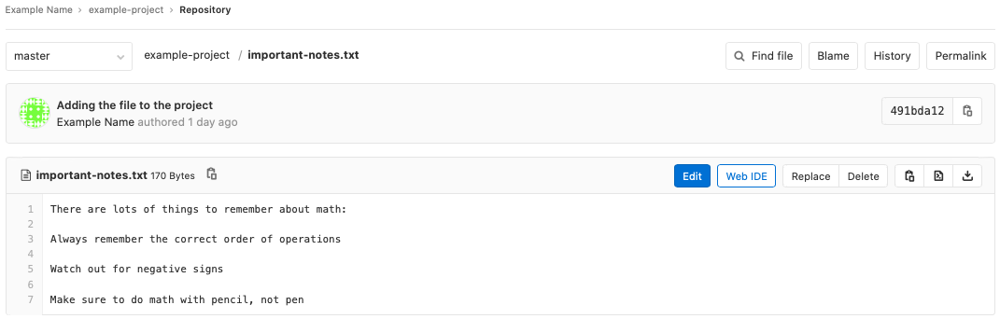 Example Name > example-project > Repository
master
example-project / important-notes.txt
Find file
Blame
History
Permalink
Adding the file to the project
Example Name authored 1 day ago
491bda12
important-notes.txt 170 Bytes
Edit
Web IDE
Replace
Delete
1 There are lots of things to remember about math:
2
3 Always remember the correct order of operations
4
5 Watch out for negative signs
6
7 Make sure to do math with pencil, not pen